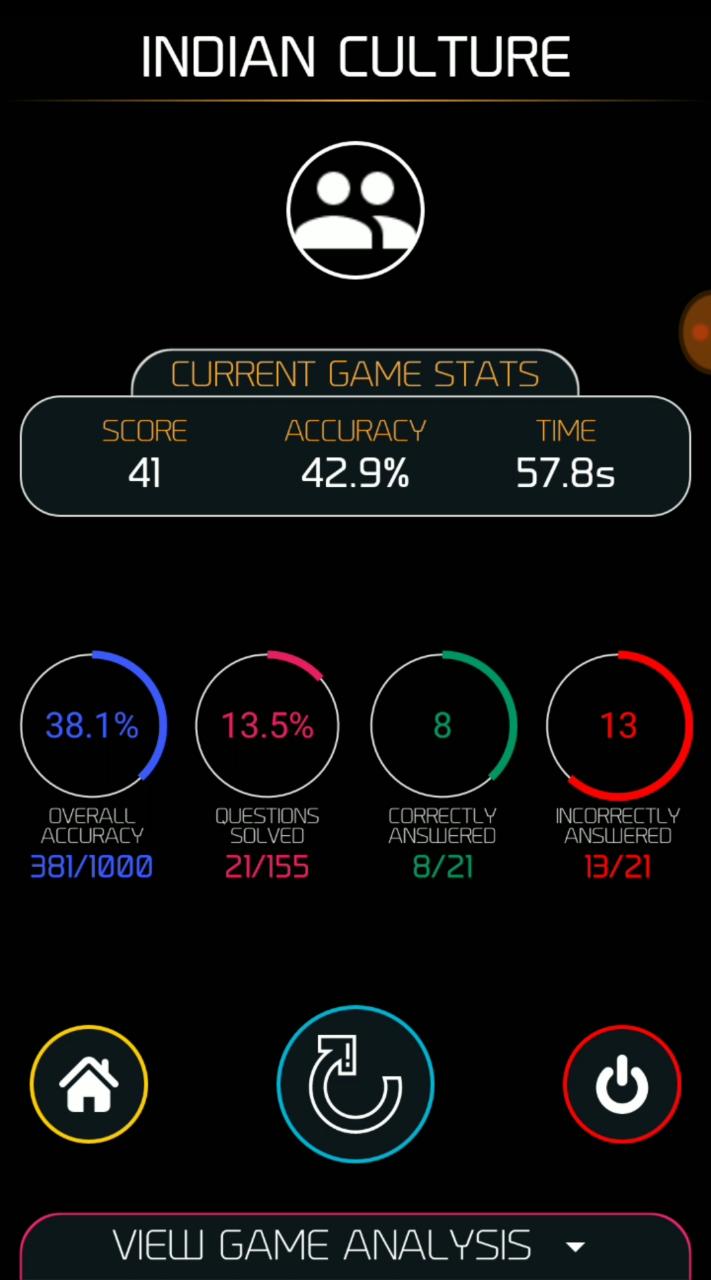 INDIAN CULTURE
CURRENT GAME STATS
SCORE ACCURACY TIME
41 42.9% 57.8s
38.1% 13.5% 8 13
OVERALL QUESTIONS CORRECTLY INCORRECTLY
ACCURACY SOLVED ANSWERED ANSWERED
381/1000 21/155 8/21 13/21
VIEW GAME ANALYSIS